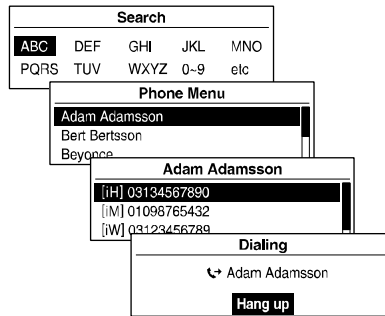 Search
ABC DEF GHI JKL MNO
PQRS TUV WXYZ 0~9 etc
Phone Menu
Adam Adamsson
Bert Bertsson
Beyonce
Adam Adamsson
[iH] 03134567890
[iM] 01098765432
[iW] 03123456789
Dialing
Adam Adamsson
Hang up